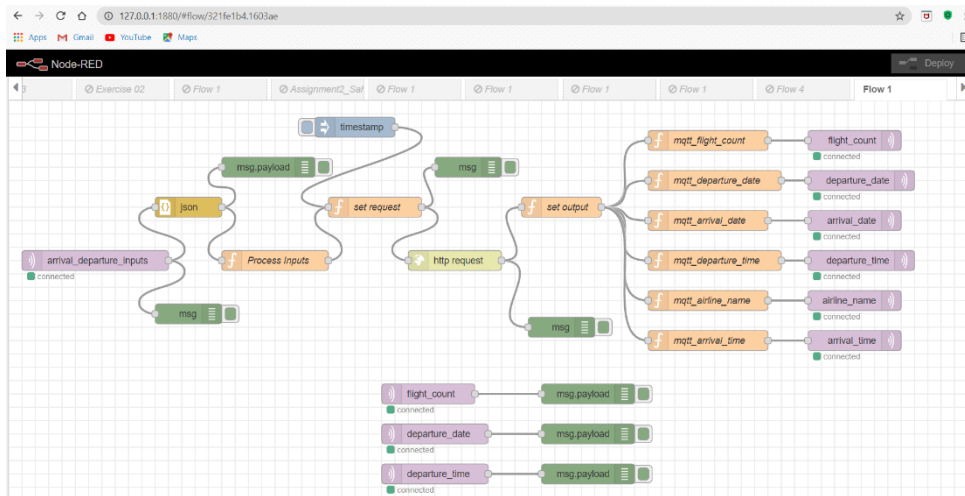 127.0.0.1:1880/#flow/321fe1b4.1603ae
Apps Gmail YouTube Maps
Node-RED Deploy
3 Exercise 02 Flow 1 Assignment2_Saf Flow 1 Flow 1 Flow 1 Flow 1 Flow 4 Flow 1
timestamp
mqtt_flight_count flight_count
connected
msg.payload msg
mqtt_departure_date departure_date
connected
json set request set output
mqtt_arrival_date arrival_date
connected
arrival_departure_inputs Process Inputs http request
connected
mqtt_departure_time departure_time
connected
mqtt_airline_name airline_name
connected
msg msg
mqtt_arrival_time arrival_time
connected
flight_count msg.payload
connected
departure_date msg.payload
connected
departure_time msg.payload
connected